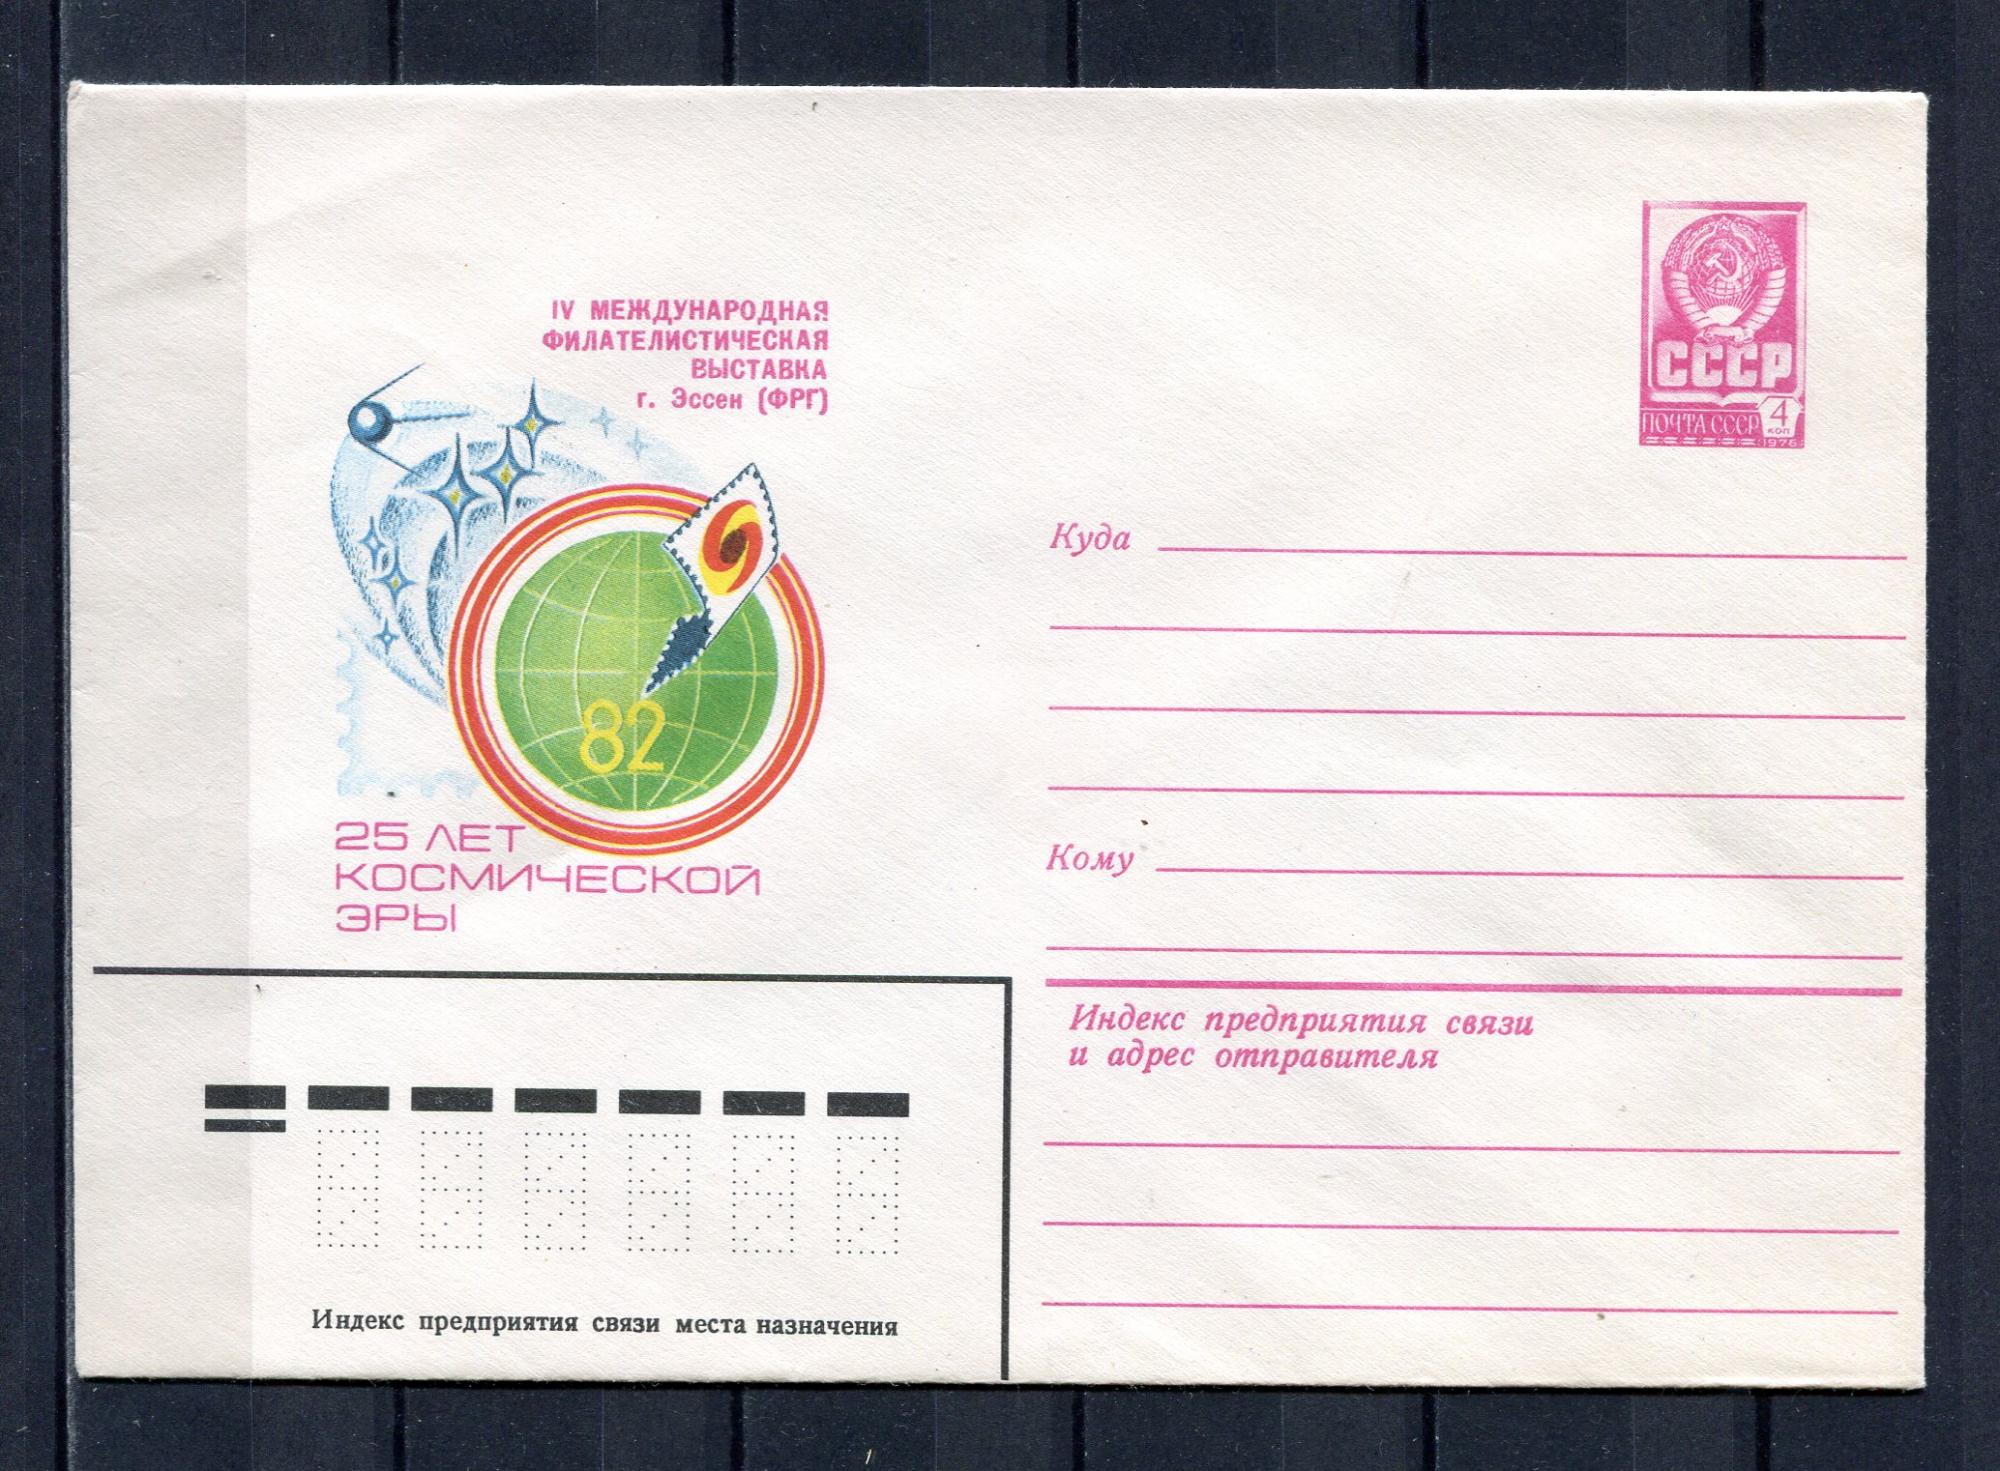 IV МЕЖДУНАРОДНАЯ
ФИЛАТЕЛИСТИЧЕСКАЯ
ВЫСТАВКА
г. Эссен (ФРГ)
82
25 ЛЕТ
КОСМИЧЕСКОЙ
ЭРЫ
СССР
ПОЧТА СССР 4
коп
1976
Куда
Кому
Индекс предприятия связи
и адрес отправителя
Индекс предприятия связи места назначения